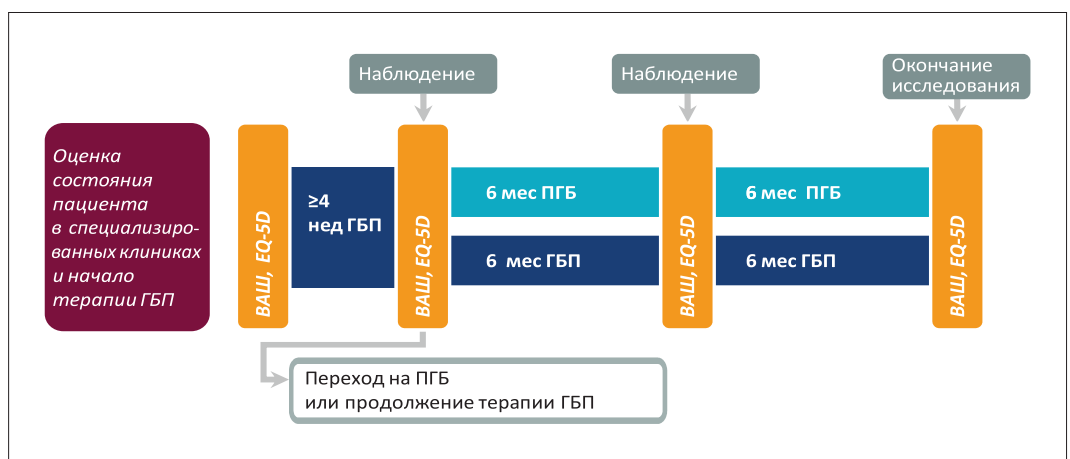 Наблюдение
Наблюдение
Окончание
исследования
Оценка
состояния
пациента
в специализиро-
ванных клиниках
и начало
терапии ГБП
ВАШ, EQ-5D
≥4
нед ГБП
ВАШ, EQ-5D
6 мес ПГБ
6 мес ГБП
ВАШ, EQ-5D
6 мес ПГБ
6 мес ГБП
ВАШ, EQ-5D
Переход на ПГБ
или продолжение терапии ГБП